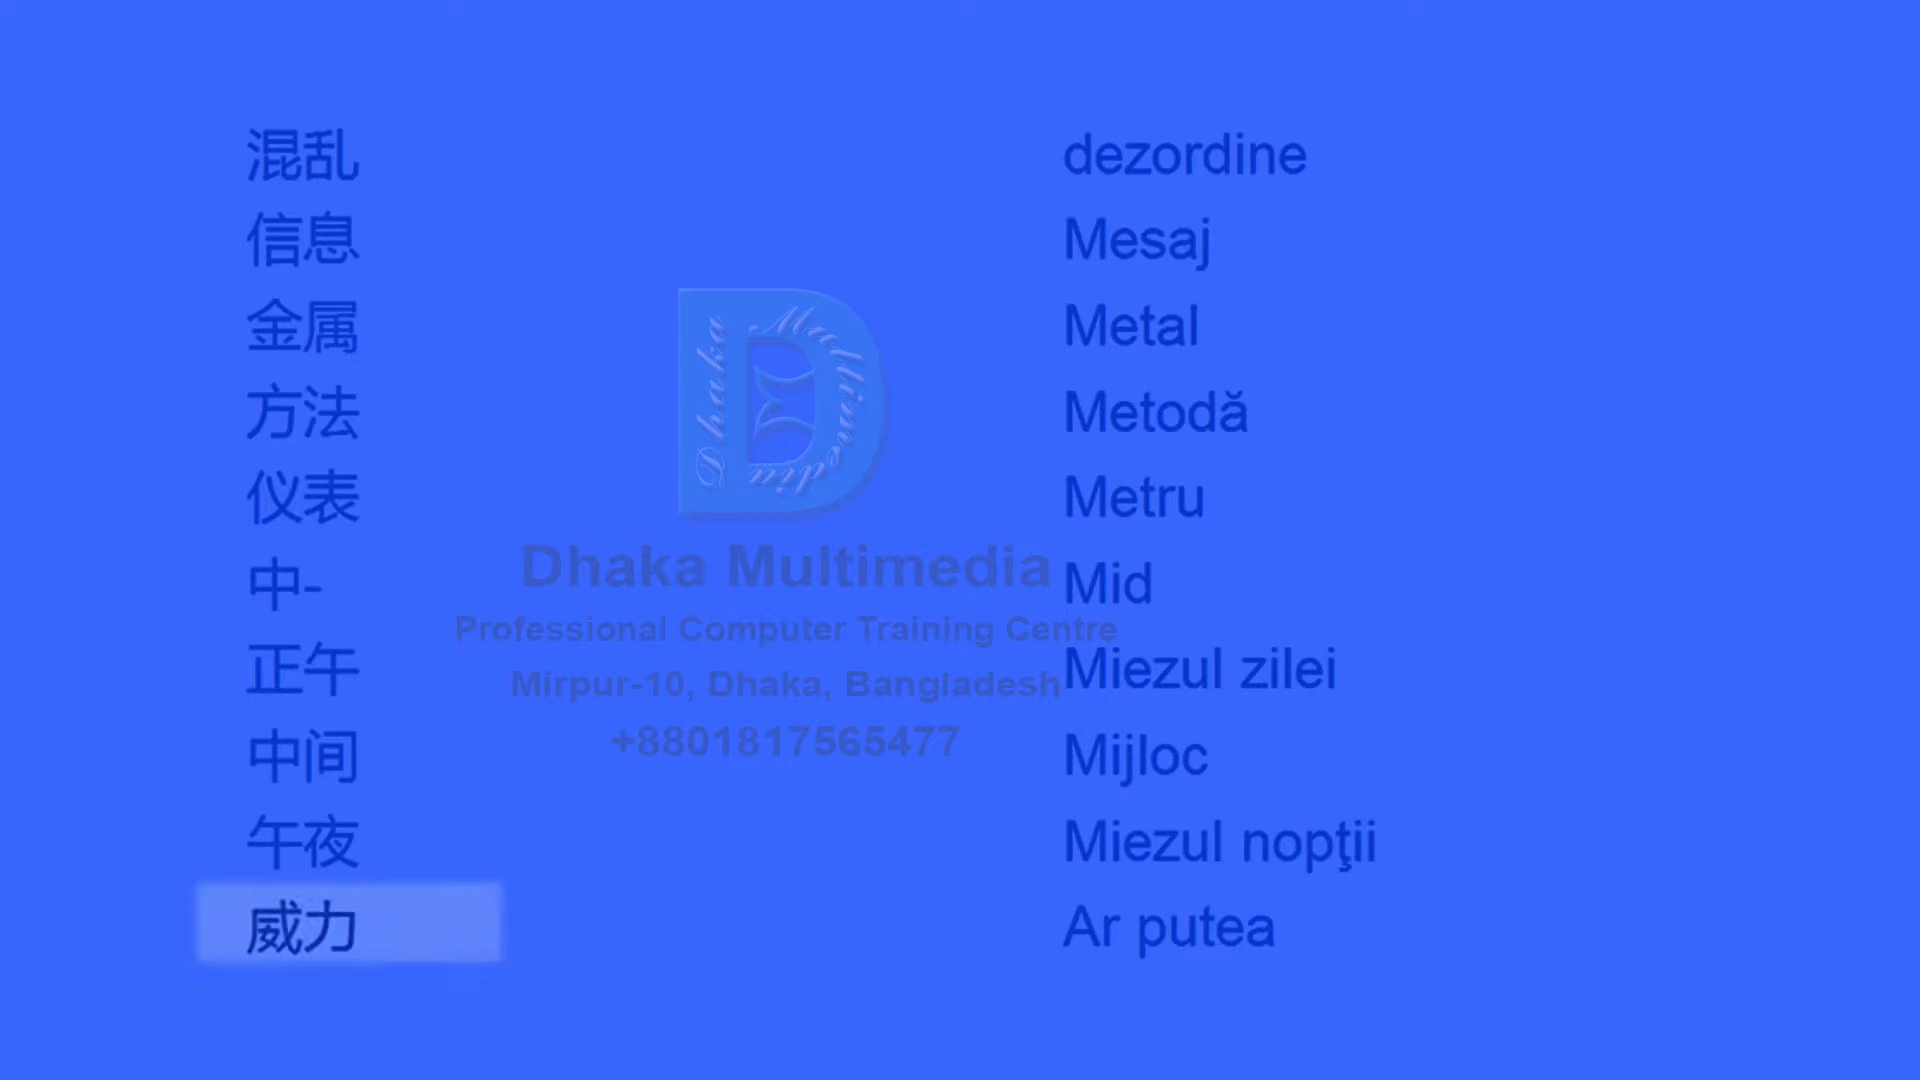 混乱 dezordine
信息 Mesaj
金属 Metal
方法 Metodă
仪表 Metru
中- Mid
正午 Miezul zilei
中间 Mijloc
午夜 Miezul nopţii
威力 Ar putea
Dhaka Multimedia
Dhaka Multimedia
Professional Computer Training Centre
Mirpur-10, Dhaka, Bangladesh
+8801817565477